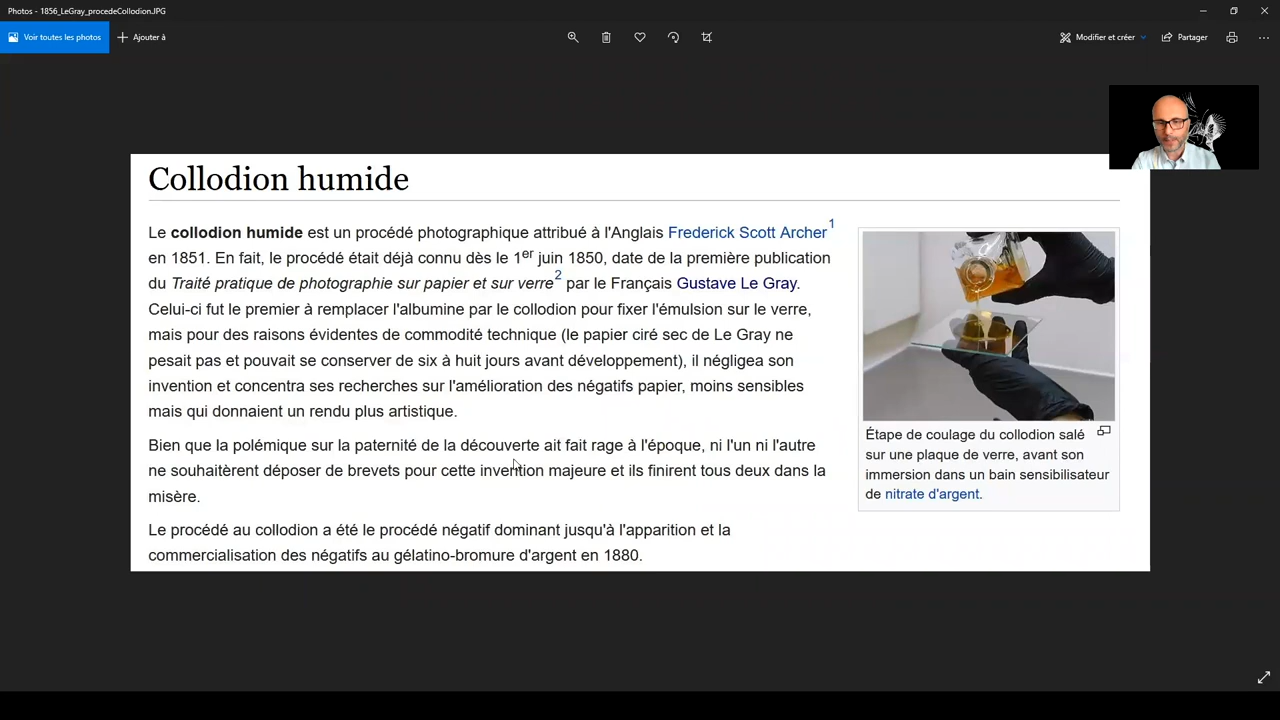 Photos - 1856_LeGray_procedeCollodion.JPG
Voir toutes les photos
Ajouter à
Modifier et créer
Partager
Collodion humide
Le collodion humide est un procédé photographique attribué à l'Anglais Frederick Scott Archer1
en 1851. En fait, le procédé était déjà connu dès le 1er juin 1850, date de la première publication
du Traité pratique de photographie sur papier et sur verre2 par le Français Gustave Le Gray.
Celui-ci fut le premier à remplacer l'albumine par le collodion pour fixer l'émulsion sur le verre,
mais pour des raisons évidentes de commodité technique (le papier ciré sec de Le Gray ne
pesait pas et pouvait se conserver de six à huit jours avant développement), il négligea son
invention et concentra ses recherches sur l'amélioration des négatifs papier, moins sensibles
mais qui donnaient un rendu plus artistique.
Bien que la polémique sur la paternité de la découverte ait fait rage à l'époque, ni l'un ni l'autre
ne souhaitèrent déposer de brevets pour cette invention majeure et ils finirent tous deux dans la
misère.
Le procédé au collodion a été le procédé négatif dominant jusqu'à l'apparition et la
commercialisation des négatifs au gélatino-bromure d'argent en 1880.
Étape de coulage du collodion salé
sur une plaque de verre, avant son
immersion dans un bain sensibilisateur
de nitrate d'argent.